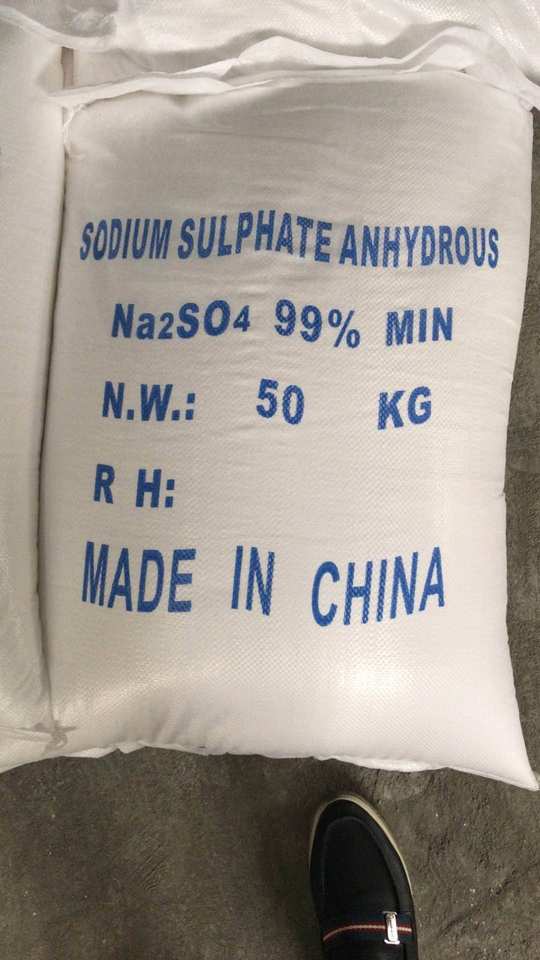 SODIUM SULPHATE ANHYDROUS
Na2SO4 99% MIN
N.W.: 50 KG
R H:
MADE IN CHINA